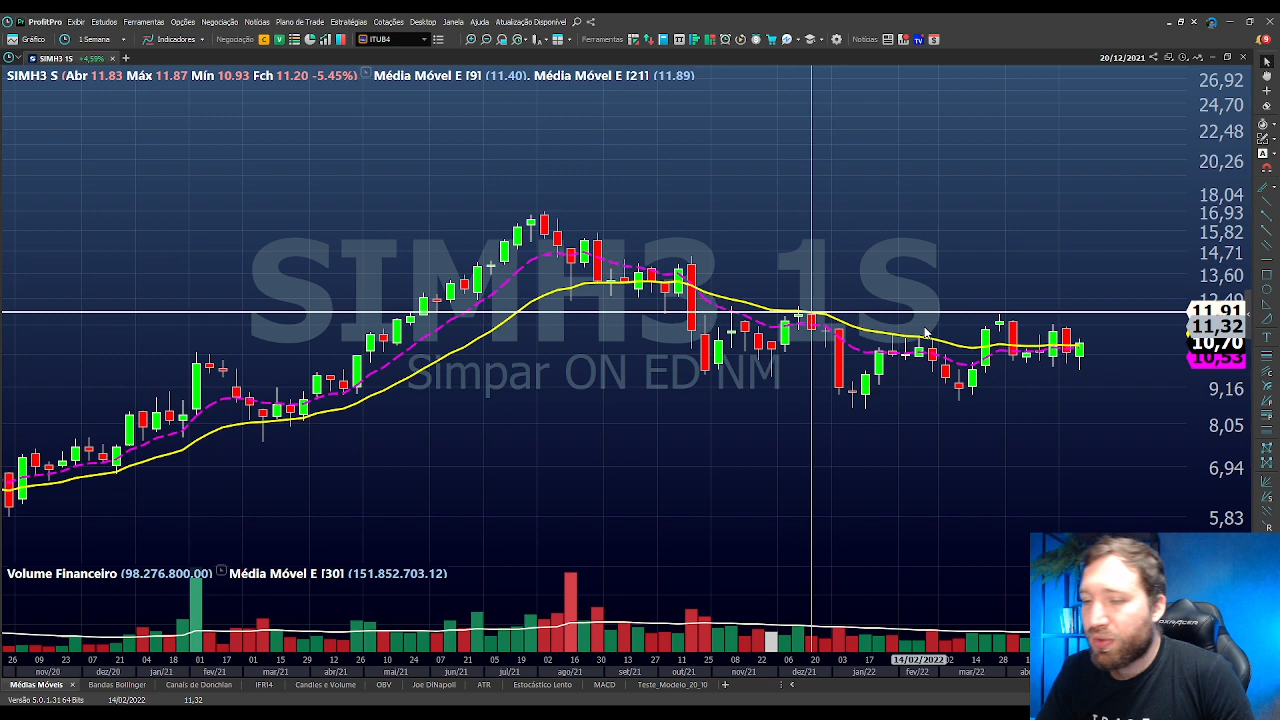 ProfitPro Exibir Estudos Ferramentas Opções Negociação Notícias Plano de Trade Estratégias Cotações Desktop Janela Ajuda Atualização Disponível
Gráfico 1 Semana Indicadores Negociação C V ITUB4 Ferramentas Notícias
SIMH3 1S +4,59% 20/12/2021
SIMH3 S (Abr 11.83 Máx 11.87 Mín 10.93 Fch 11.20 -5.45%) Média Móvel E [9] (11.40). Média Móvel E [21] (11.89)
26,92
24,70
22,48
20,26
18,04
16,93
15,82
14,71
13,60
12,49
11,91
11,32
10,70
10,53
9,16
8,05
6,94
5,83
SIMH3 1S
Simpar ON ED NM
Volume Financeiro (98.276.800.00) Média Móvel E [30] (151.852.703.12)
26 09 23 07 21 04 18 01 17 01 15 29 12 26 10 24 07 21 05 19 02 16 30 13 27 11 25 08 22 06 20 03 17 14/02/2022 02 14 28
nov/20 dez/20 jan/21 fev/21 mar/21 abr/21 mai/21 jun/21 jul/21 ago/21 set/21 out/21 nov/21 dez/21 jan/22 fev/22 mar/22
Médias Móveis Bandas Bollinger Canais de Donchian IFR14 Candles e Volume OBV Joe DiNapoli ATR Estocástico Lento MACD Teste_Modelo_20_10
Versão 5.0.1.31 64 Bits 14/02/2022 11,32